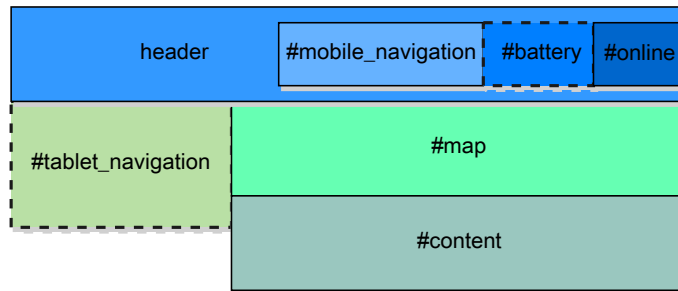 header
#mobile_navigation
#battery
#online
#tablet_navigation
#map
#content